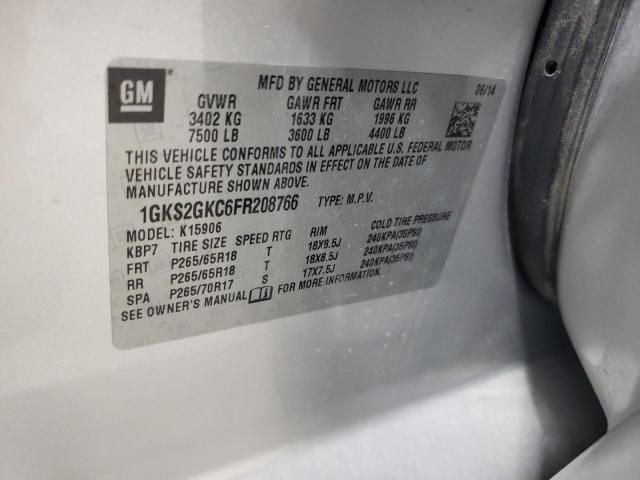 GM
MFD BY GENERAL MOTORS LLC 06/14
GVWR GAWR FRT GAWR RR
3402 KG 1633 KG 1996 KG
7500 LB 3600 LB 4400 LB
THIS VEHICLE CONFORMS TO ALL APPLICABLE U.S. FEDERAL MOTOR
VEHICLE SAFETY STANDARDS IN EFFECT ON THE DATE OF
MANUFACTURE SHOWN ABOVE.
1GKS2GKC6FR208766 TYPE: M.P.V.
MODEL: K15906
KBP7 TIRE SIZE SPEED RTG RIM COLD TIRE PRESSURE
FRT P265/65R18 T 18X8.5J 240KPA(35PSI)
RR P265/65R18 T 18X8.5J 240KPA(35PSI)
SPA P265/70R17 S 17X7.5J 240KPA(35PSI)
SEE OWNER'S MANUAL FOR MORE INFORMATION.